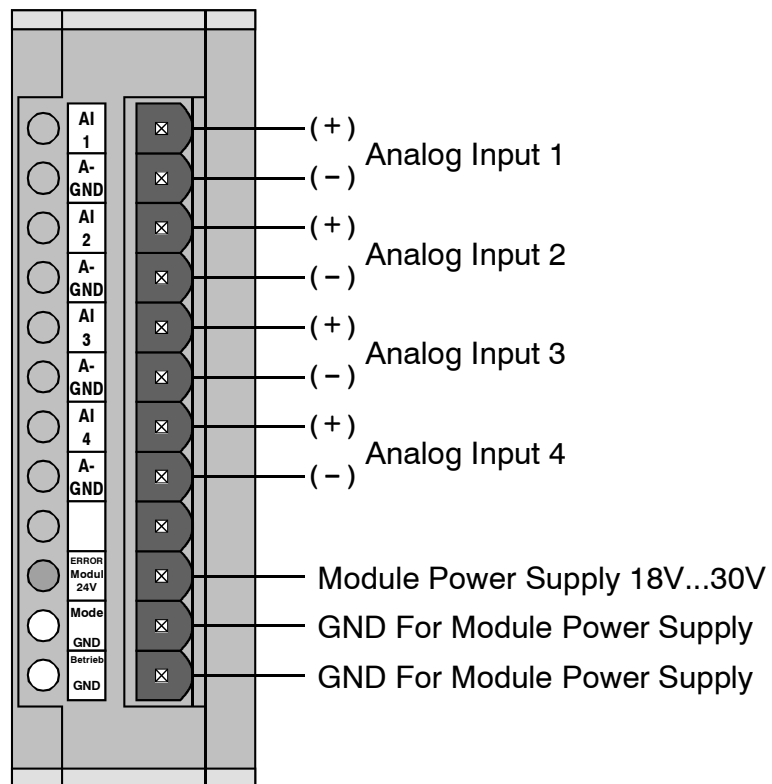 AI
1
(+)
Analog Input 1
A-
GND
(-)
AI
2
(+)
Analog Input 2
A-
GND
(-)
AI
3
(+)
Analog Input 3
A-
GND
(-)
AI
4
(+)
Analog Input 4
A-
GND
(-)
ERROR
Modul
24V
Module Power Supply 18V...30V
Mode
GND
GND For Module Power Supply
Betrieb
GND
GND For Module Power Supply